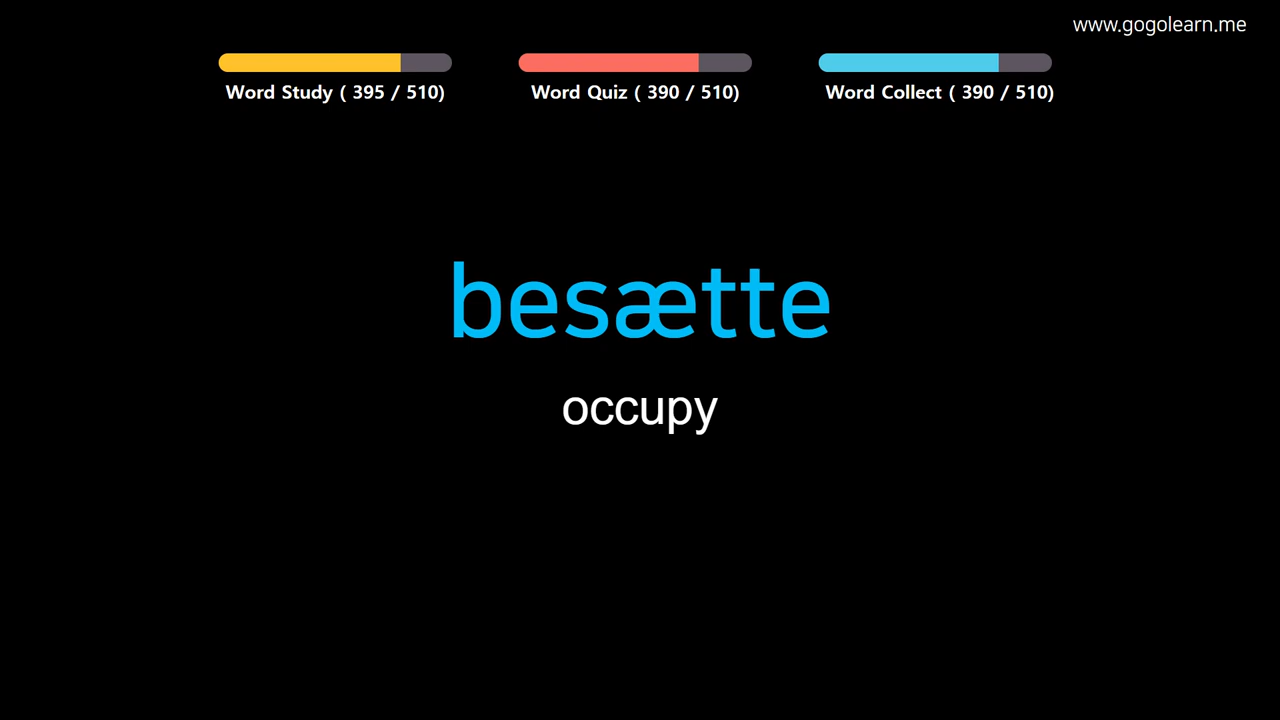 www.gogolearn.me
Word Study ( 395 / 510)
Word Quiz ( 390 / 510)
Word Collect ( 390 / 510)
besætte
occupy